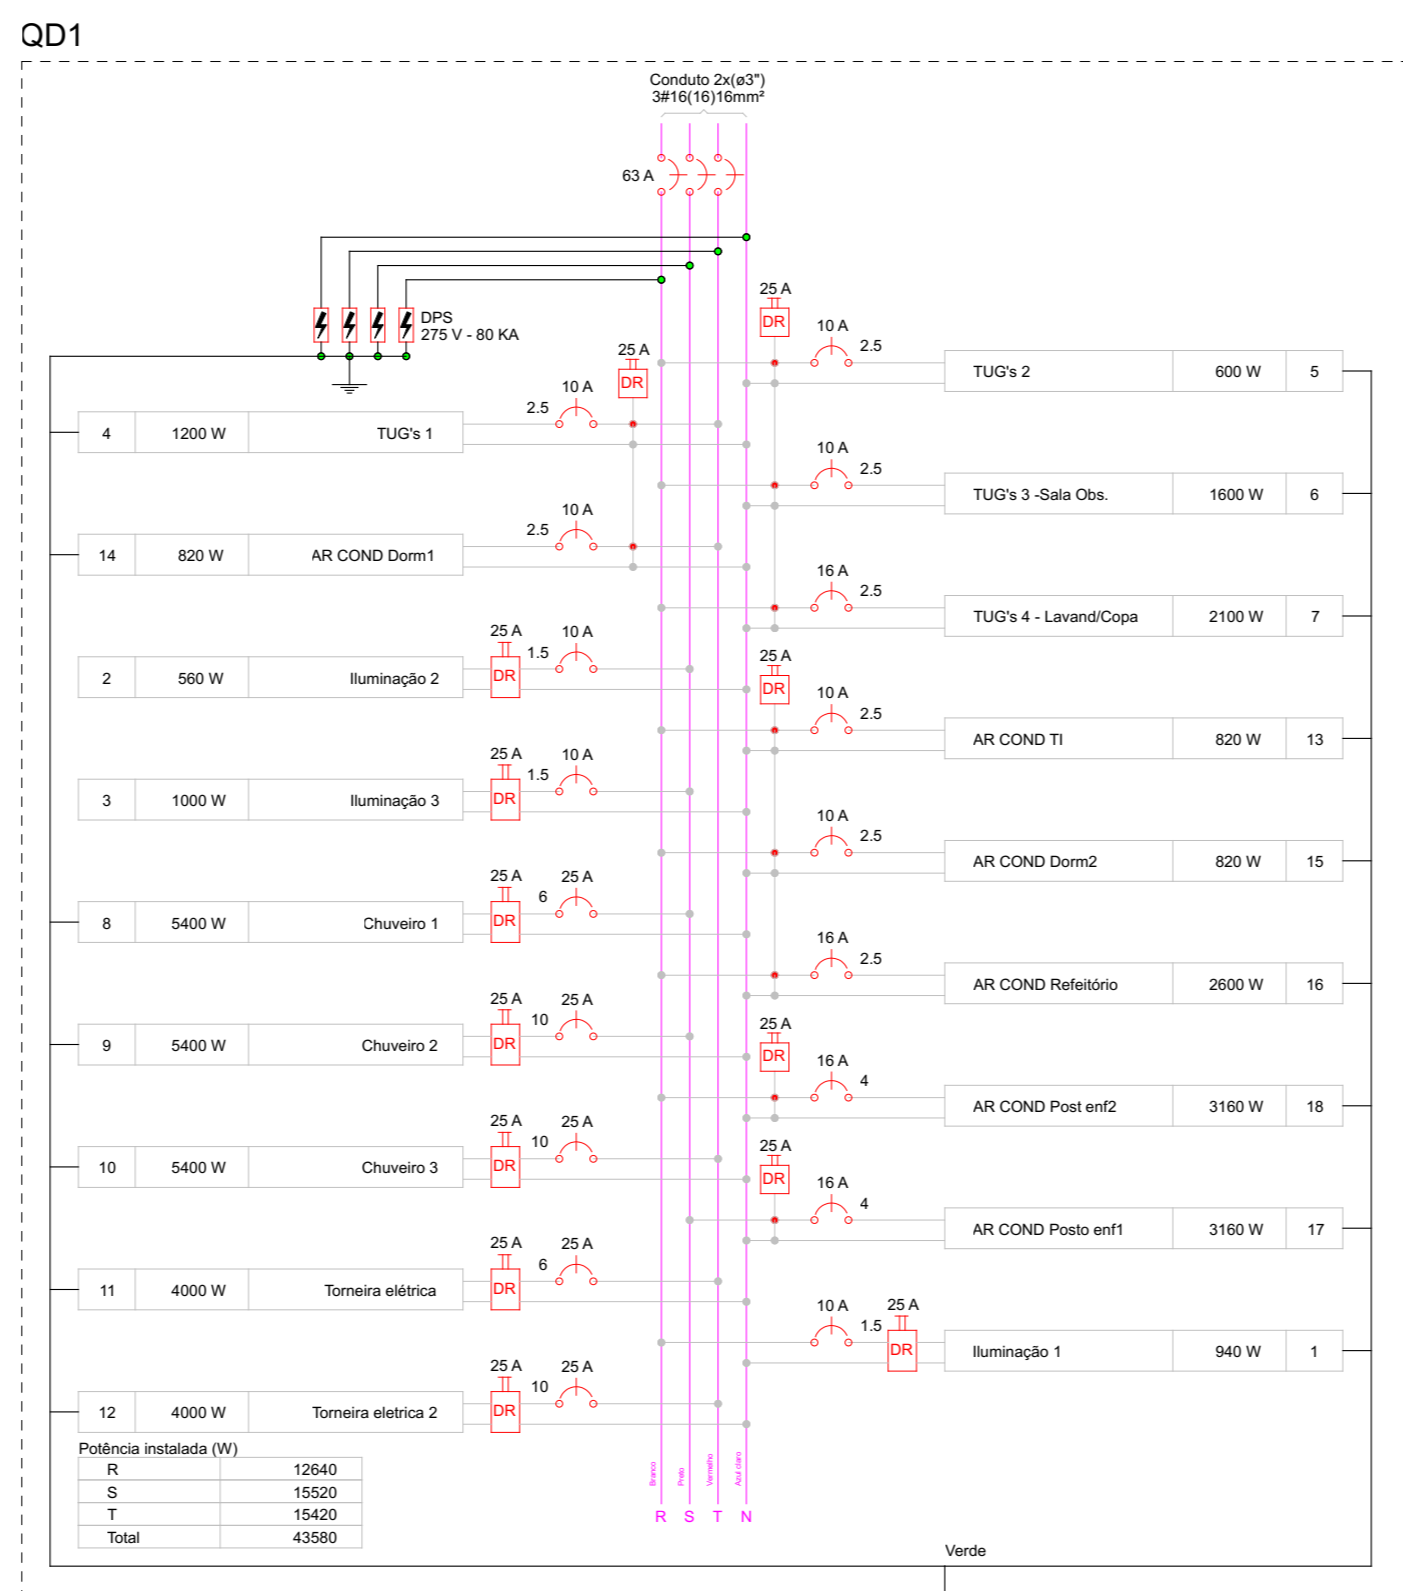 QD1
Conduto 2x(ø3")
3#16(16)16mm²
63 A
DPS
275 V - 80 KA
25 A
DR
10 A
2.5
4 1200 W TUG's 1
10 A
2.5
14 820 W AR COND Dorm1
25 A
DR
1.5
10 A
2 560 W Iluminação 2
25 A
DR
1.5
10 A
3 1000 W Iluminação 3
25 A
DR
6
25 A
8 5400 W Chuveiro 1
25 A
DR
10
25 A
9 5400 W Chuveiro 2
25 A
DR
10
25 A
10 5400 W Chuveiro 3
25 A
DR
6
25 A
11 4000 W Torneira elétrica
25 A
DR
10
25 A
12 4000 W Torneira eletrica 2
25 A
DR
10 A
2.5
TUG's 2 600 W 5
10 A
2.5
TUG's 3 -Sala Obs. 1600 W 6
16 A
2.5
TUG's 4 - Lavand/Copa 2100 W 7
25 A
DR
10 A
2.5
AR COND TI 820 W 13
10 A
2.5
AR COND Dorm2 820 W 15
16 A
2.5
AR COND Refeitório 2600 W 16
25 A
DR
16 A
4
AR COND Post enf2 3160 W 18
25 A
DR
16 A
4
AR COND Posto enf1 3160 W 17
10 A
1.5
25 A
DR
Iluminação 1 940 W 1
Potência instalada (W)
R 12640
S 15520
T 15420
Total 43580
Branco
Preto
Vermelho
Azul claro
R S T N
Verde